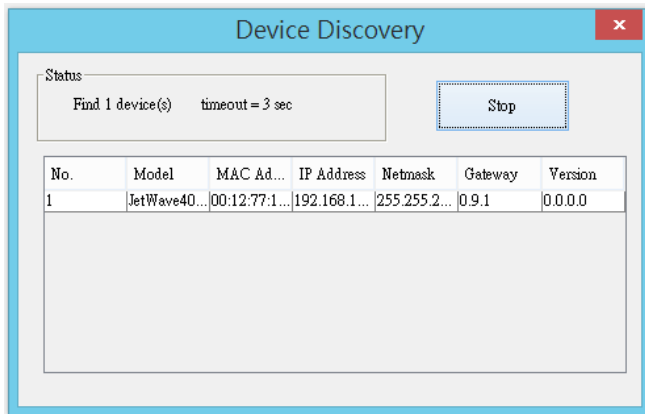 Device Discovery
x
Status
Find 1 device(s) timeout = 3 sec
Stop
No. Model MAC Ad... IP Address Netmask Gateway Version
1 JetWave40... 00:12:77:1... 192.168.1... 255.255.2... 0.9.1 0.0.0.0